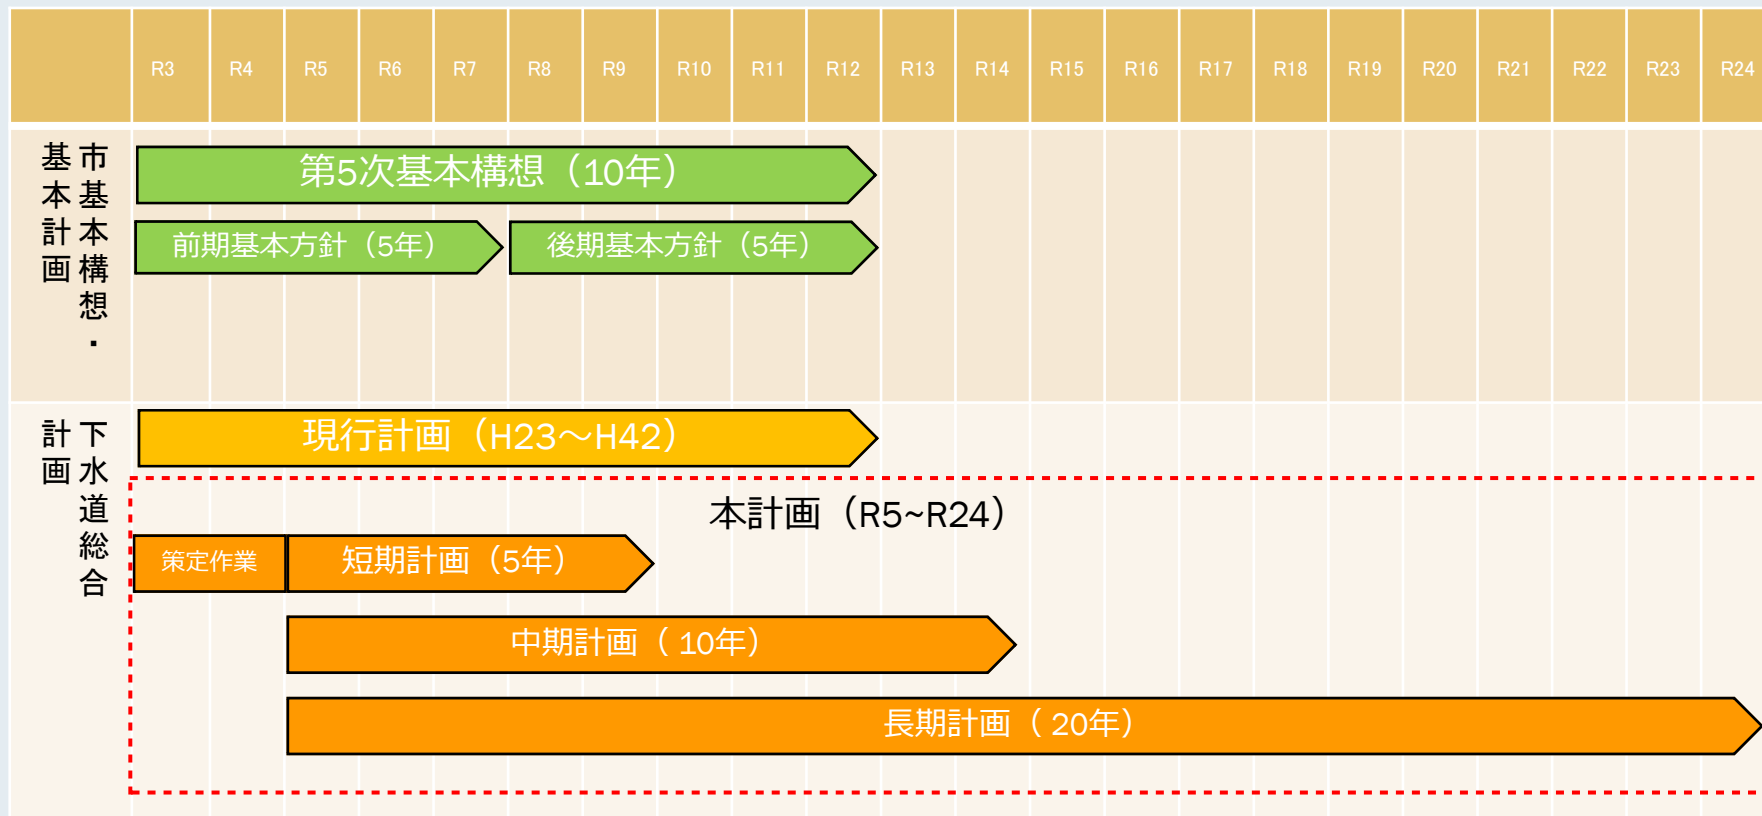 R3 R4 R5 R6 R7 R8 R9 R10 R11 R12 R13 R14 R15 R16 R17 R18 R19 R20 R21 R22 R23 R24
市基本構想・
基本計画
第5次基本構想（10年）
前期基本方針（5年）
後期基本方針（5年）
下水道総合
計画
現行計画（H23～H42）
本計画（R5~R24）
策定作業
短期計画（5年）
中期計画（ 10年）
長期計画（ 20年）